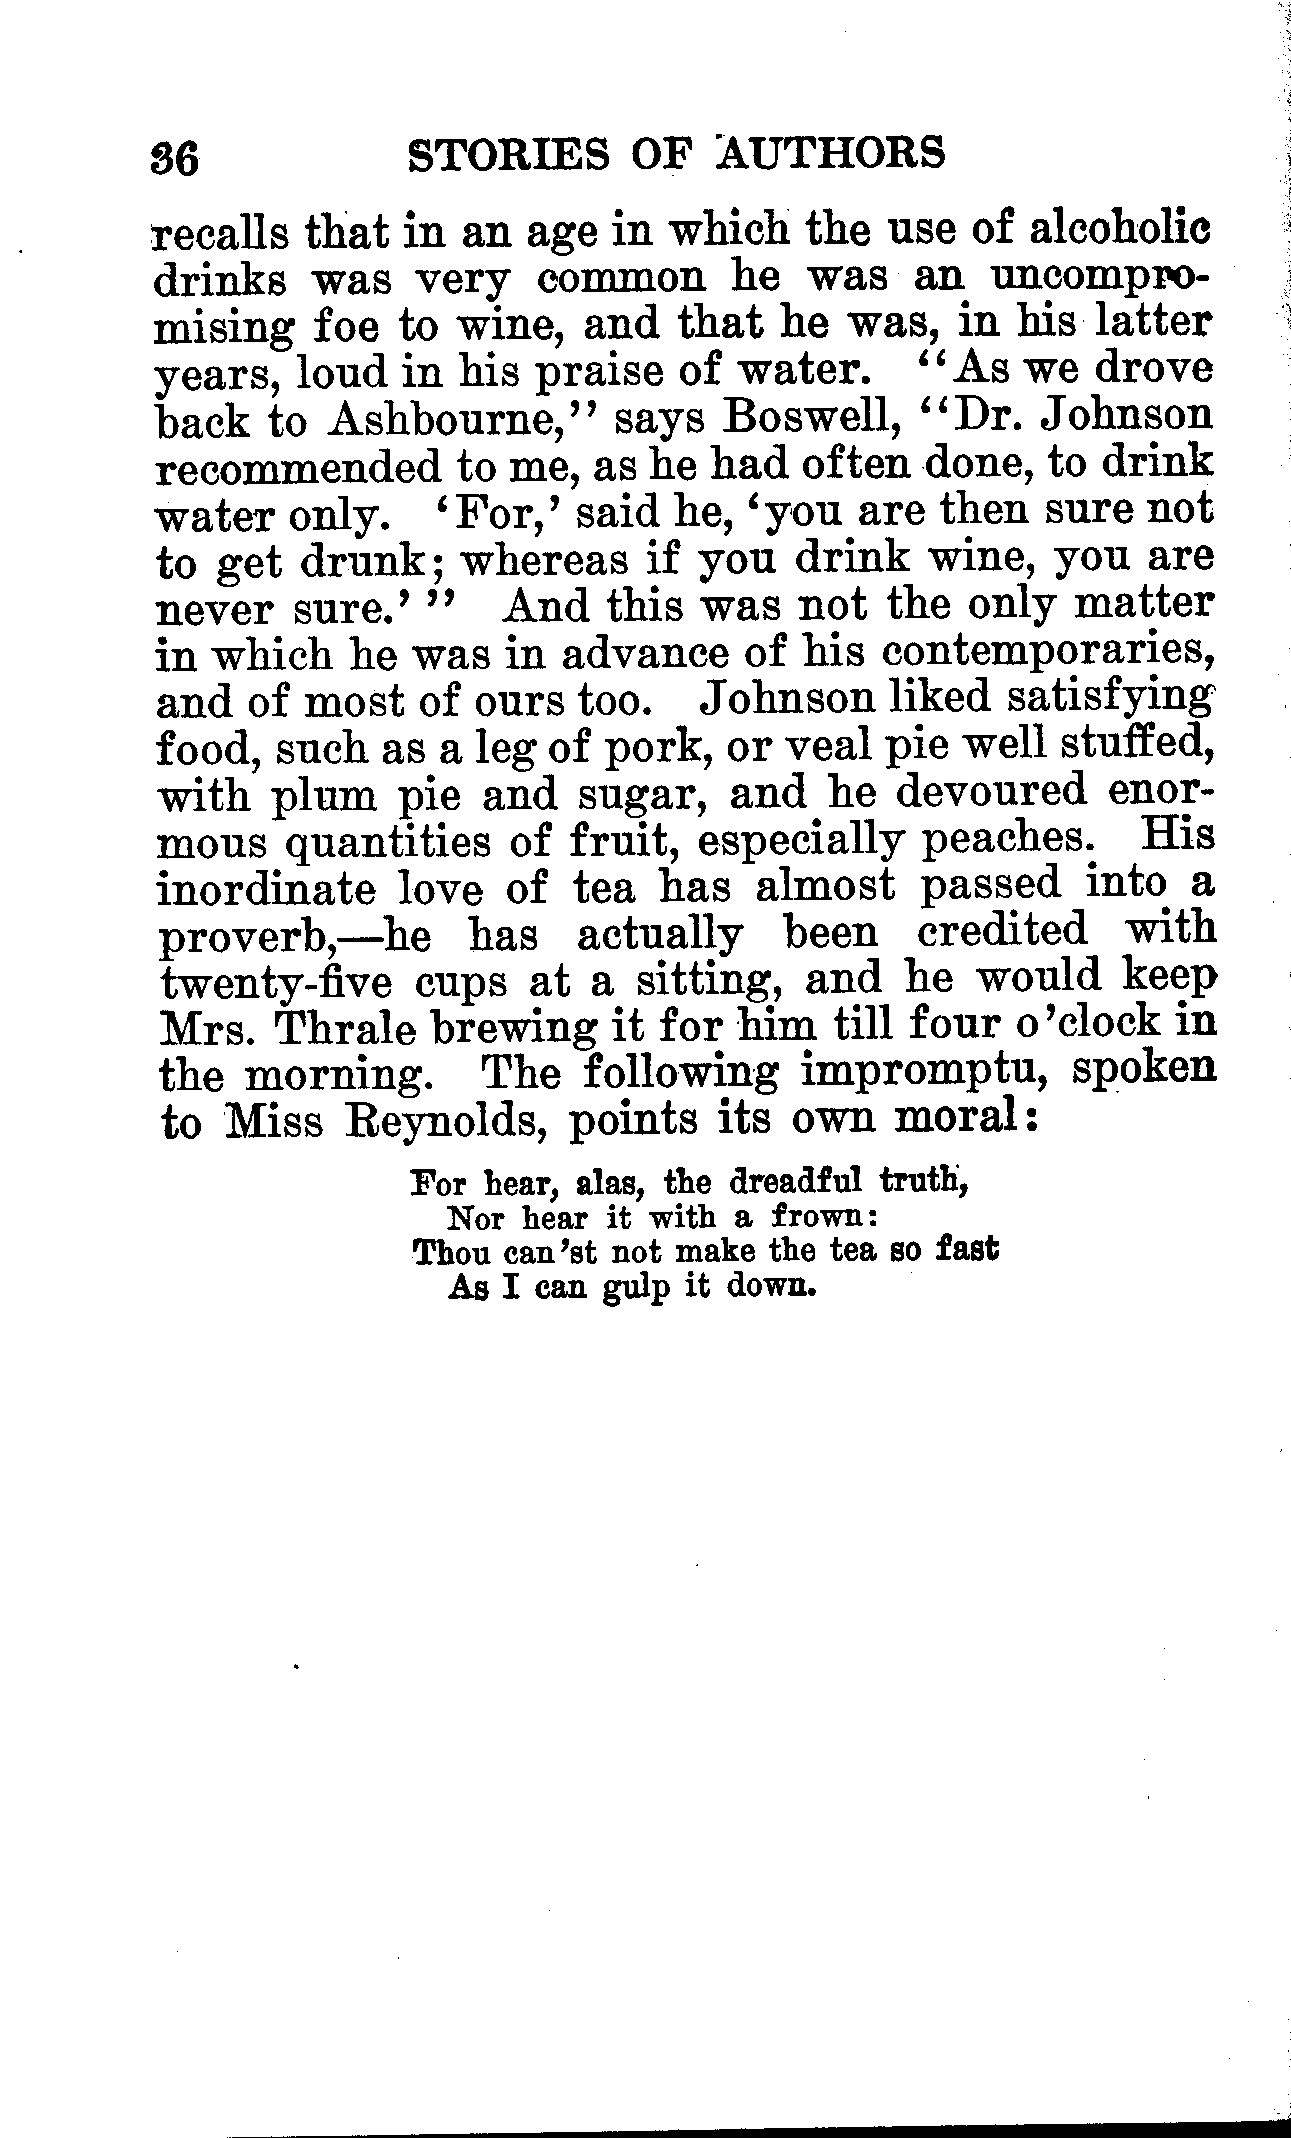 36 STORIES OF AUTHORS
recalls that in an age in which the use of alcoholic
drinks was very common he was an uncompro-
mising foe to wine, and that he was, in his latter
years, loud in his praise of water. "As we drove
back to Ashbourne," says Boswell, "Dr. Johnson
recommended to me, as he had often done, to drink
water only. 'For,' said he, 'you are then sure not
to get drunk; whereas if you drink wine, you are
never sure.' " And this was not the only matter
in which he was in advance of his contemporaries,
and of most of ours too. Johnson liked satisfying
food, such as a leg of pork, or veal pie well stuffed,
with plum pie and sugar, and he devoured enor-
mous quantities of fruit, especially peaches. His
inordinate love of tea has almost passed into a
proverb,—he has actually been credited with
twenty-five cups at a sitting, and he would keep
Mrs. Thrale brewing it for him till four o'clock in
the morning. The following impromptu, spoken
to Miss Reynolds, points its own moral:
For hear, alas, the dreadful truth,
Nor hear it with a frown:
Thou can'st not make the tea so fast
As I can gulp it down.